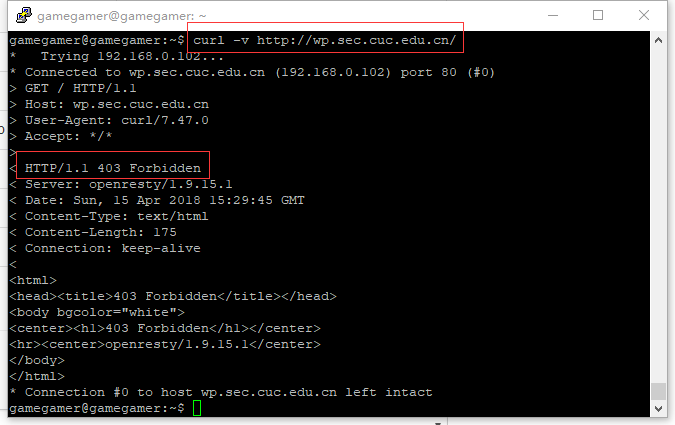 gamegamer@gamegamer: ~
gamegamer@gamegamer:~$ curl -v http://wp.sec.cuc.edu.cn/
*   Trying 192.168.0.102...
* Connected to wp.sec.cuc.edu.cn (192.168.0.102) port 80 (#0)
> GET / HTTP/1.1
> Host: wp.sec.cuc.edu.cn
> User-Agent: curl/7.47.0
> Accept: */*
>
< HTTP/1.1 403 Forbidden
< Server: openresty/1.9.15.1
< Date: Sun, 15 Apr 2018 15:29:45 GMT
< Content-Type: text/html
< Content-Length: 175
< Connection: keep-alive
<
<html>
<head><title>403 Forbidden</title></head>
<body bgcolor="white">
<center><h1>403 Forbidden</h1></center>
<hr><center>openresty/1.9.15.1</center>
</body>
</html>
* Connection #0 to host wp.sec.cuc.edu.cn left intact
gamegamer@gamegamer:~$